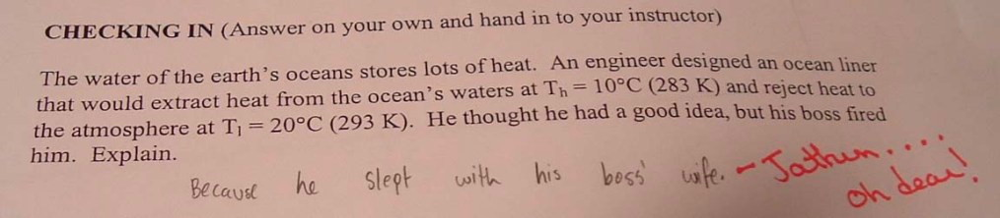 CHECKING IN (Answer on your own and hand in to your instructor)
The water of the earth's oceans stores lots of heat. An engineer designed an ocean liner
that would extract heat from the ocean's waters at Th = 10°C (283 K) and reject heat to
the atmosphere at Tl = 20°C (293 K). He thought he had a good idea, but his boss fired
him. Explain.
Because he slept with his boss' wife. -
oh dear!